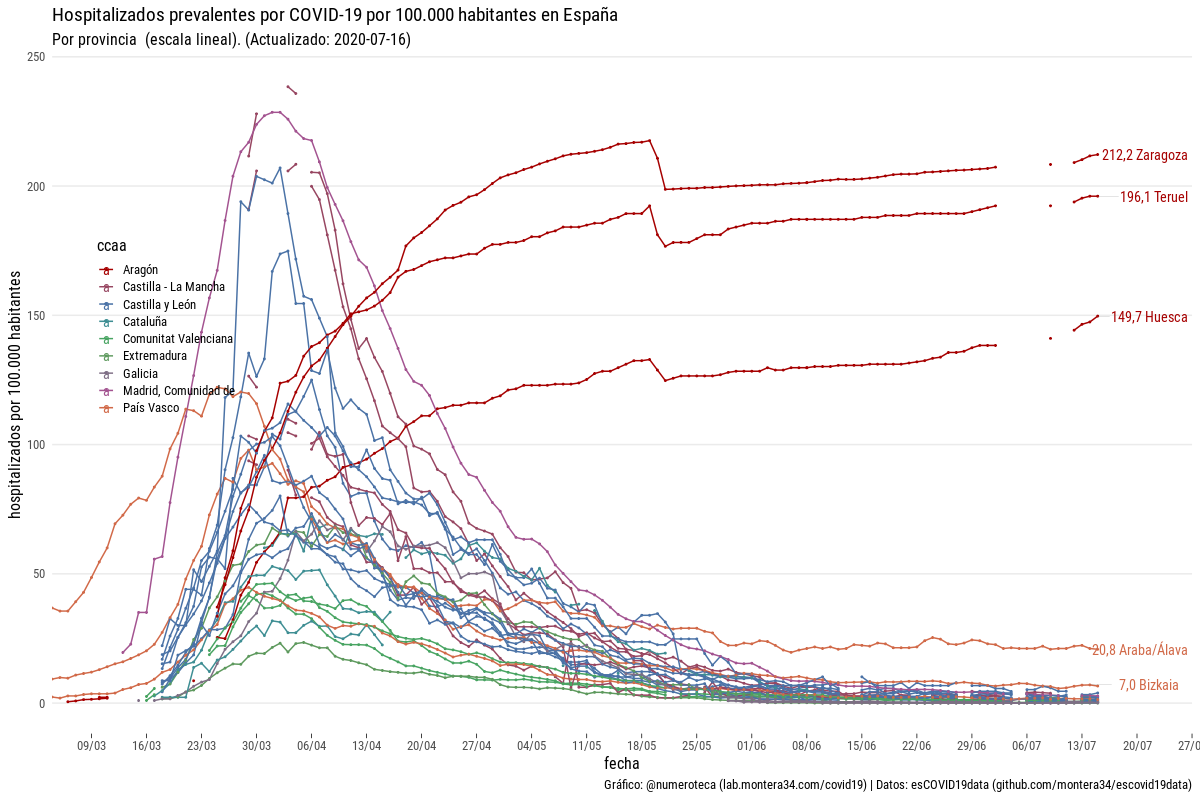 Hospitalizados prevalentes por COVID-19 por 100.000 habitantes en España
Por provincia (escala lineal). (Actualizado: 2020-07-16)
hospitalizados por 100.000 habitantes
250
200
150
100
50
0
ccaa
Aragón
Castilla - La Mancha
Castilla y León
Cataluña
Comunitat Valenciana
Extremadura
Galicia
Madrid, Comunidad de
País Vasco
212,2 Zaragoza
196,1 Teruel
149,7 Huesca
20,8 Araba/Álava
7,0 Bizkaia
09/03 16/03 23/03 30/03 06/04 13/04 20/04 27/04 04/05 11/05 18/05 25/05 01/06 08/06 15/06 22/06 29/06 06/07 13/07 20/07 27/0
fecha
Gráfico: @numeroteca (lab.montera34.com/covid19) | Datos: esCOVID19data (github.com/montera34/escovid19data)